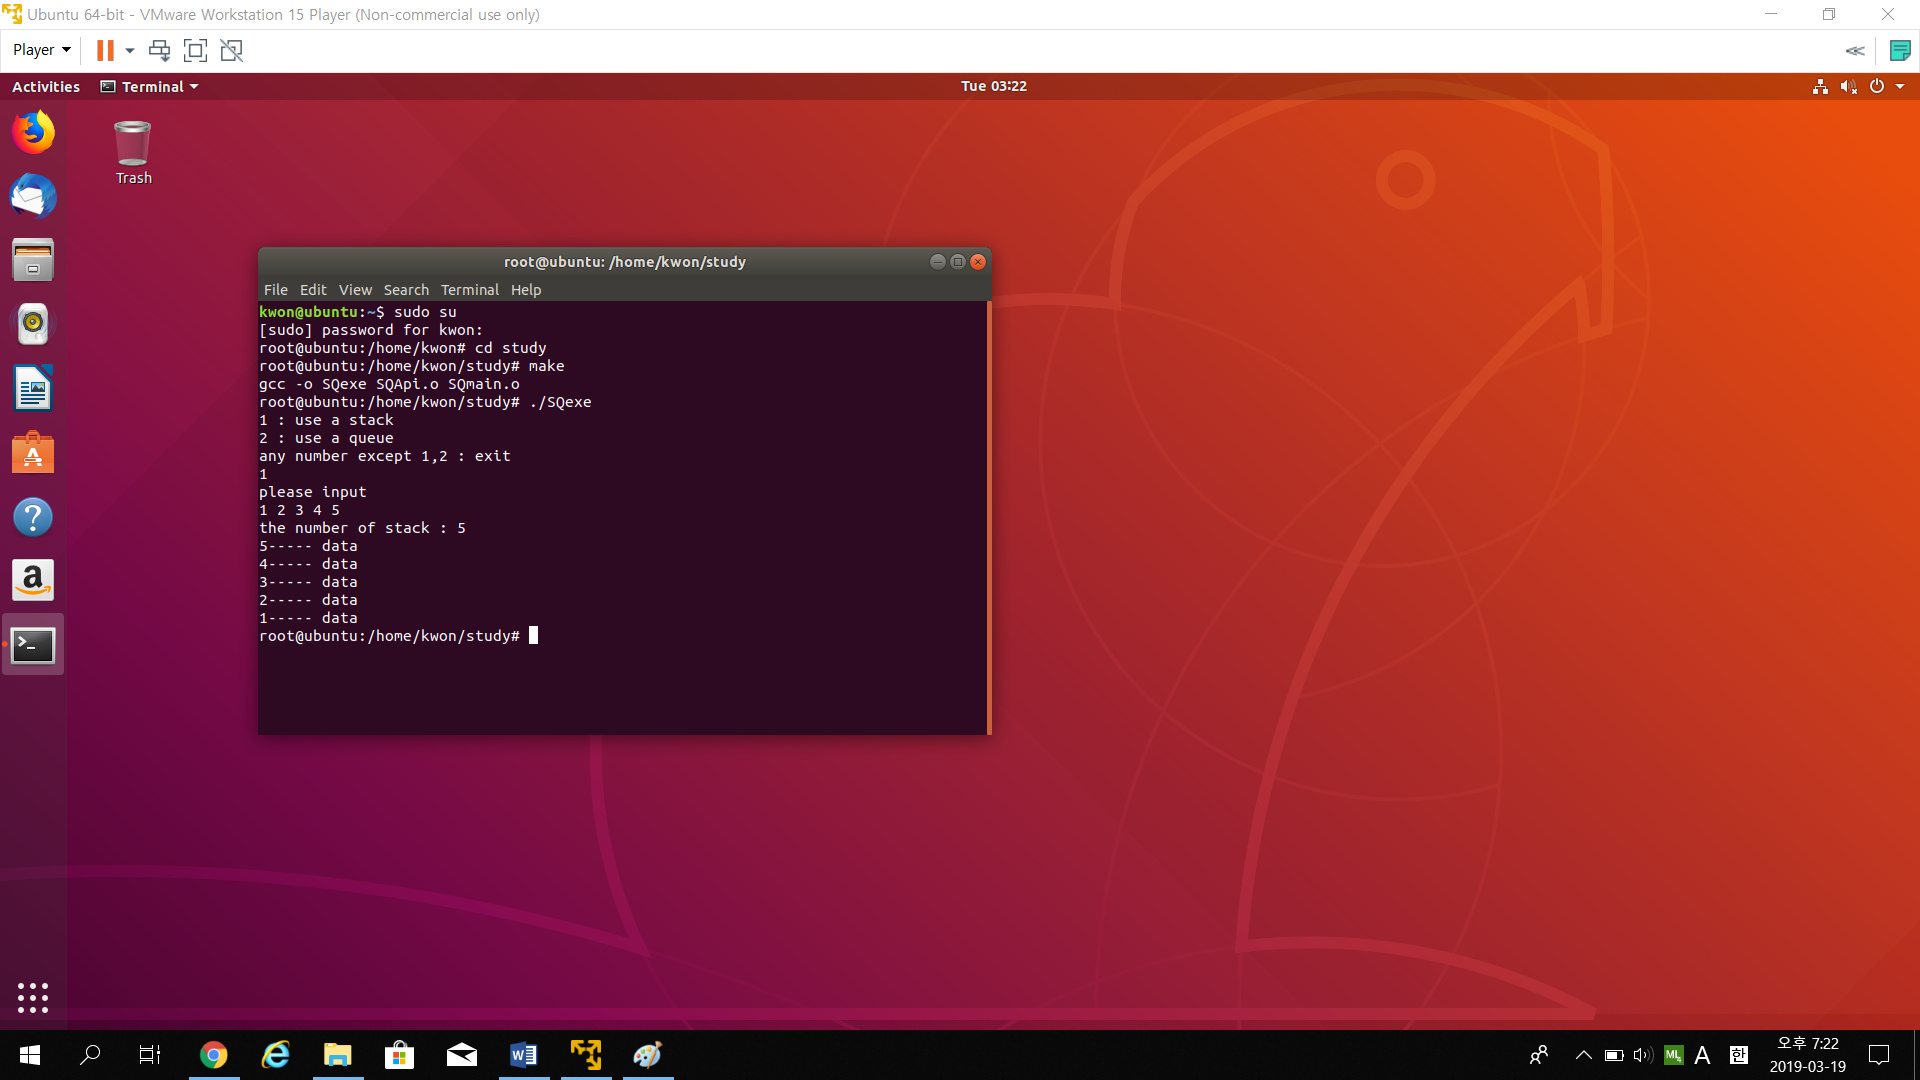 Ubuntu 64-bit - VMware Workstation 15 Player (Non-commercial use only)
Player
Activities
Terminal
Tue 03:22
Trash
root@ubuntu: /home/kwon/study
File Edit View Search Terminal Help
kwon@ubuntu:~$ sudo su
[sudo] password for kwon:
root@ubuntu:/home/kwon# cd study
root@ubuntu:/home/kwon/study# make
gcc -o SQexe SQApi.o SQmain.o
root@ubuntu:/home/kwon/study# ./SQexe
1 : use a stack
2 : use a queue
any number except 1,2 : exit
1
please input
1 2 3 4 5
the number of stack : 5
5----- data
4----- data
3----- data
2----- data
1----- data
root@ubuntu:/home/kwon/study#
A
한
오후 7:22
2019-03-19